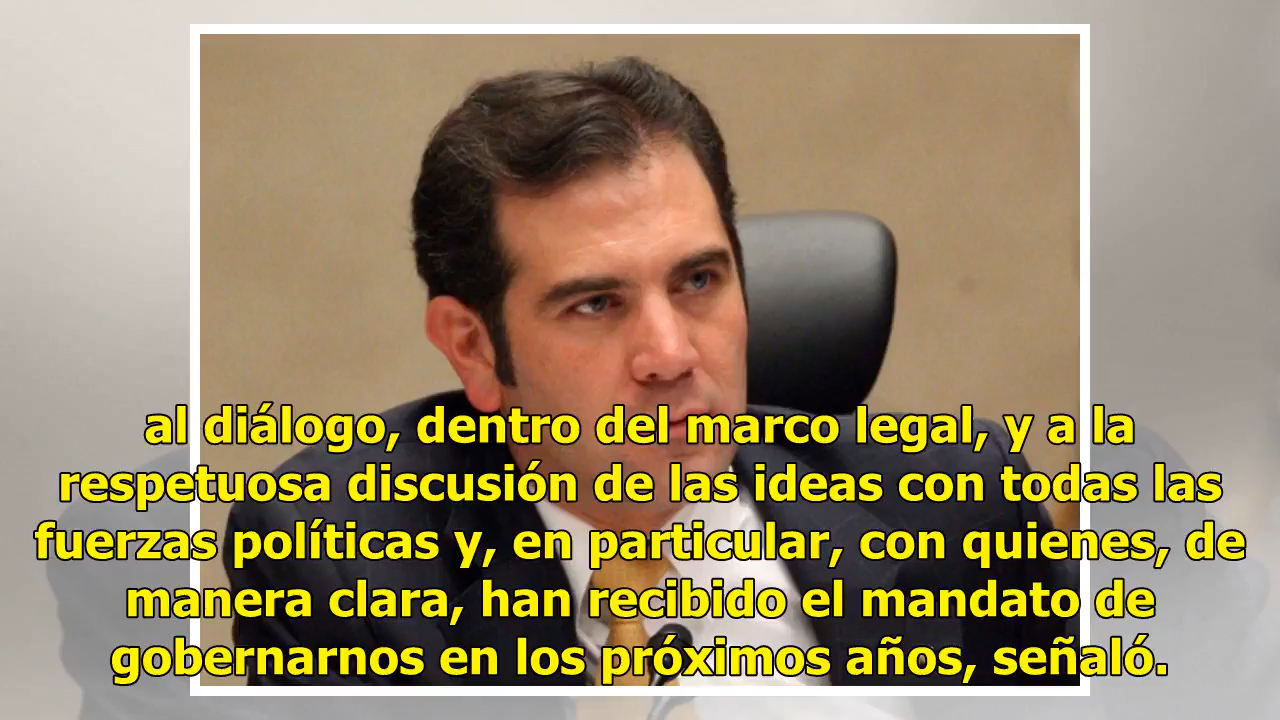 al diálogo, dentro del marco legal, y a la
respetuosa discusión de las ideas con todas las
fuerzas políticas y, en particular, con quienes, de
manera clara, han recibido el mandato de
gobernarnos en los próximos años, señaló.